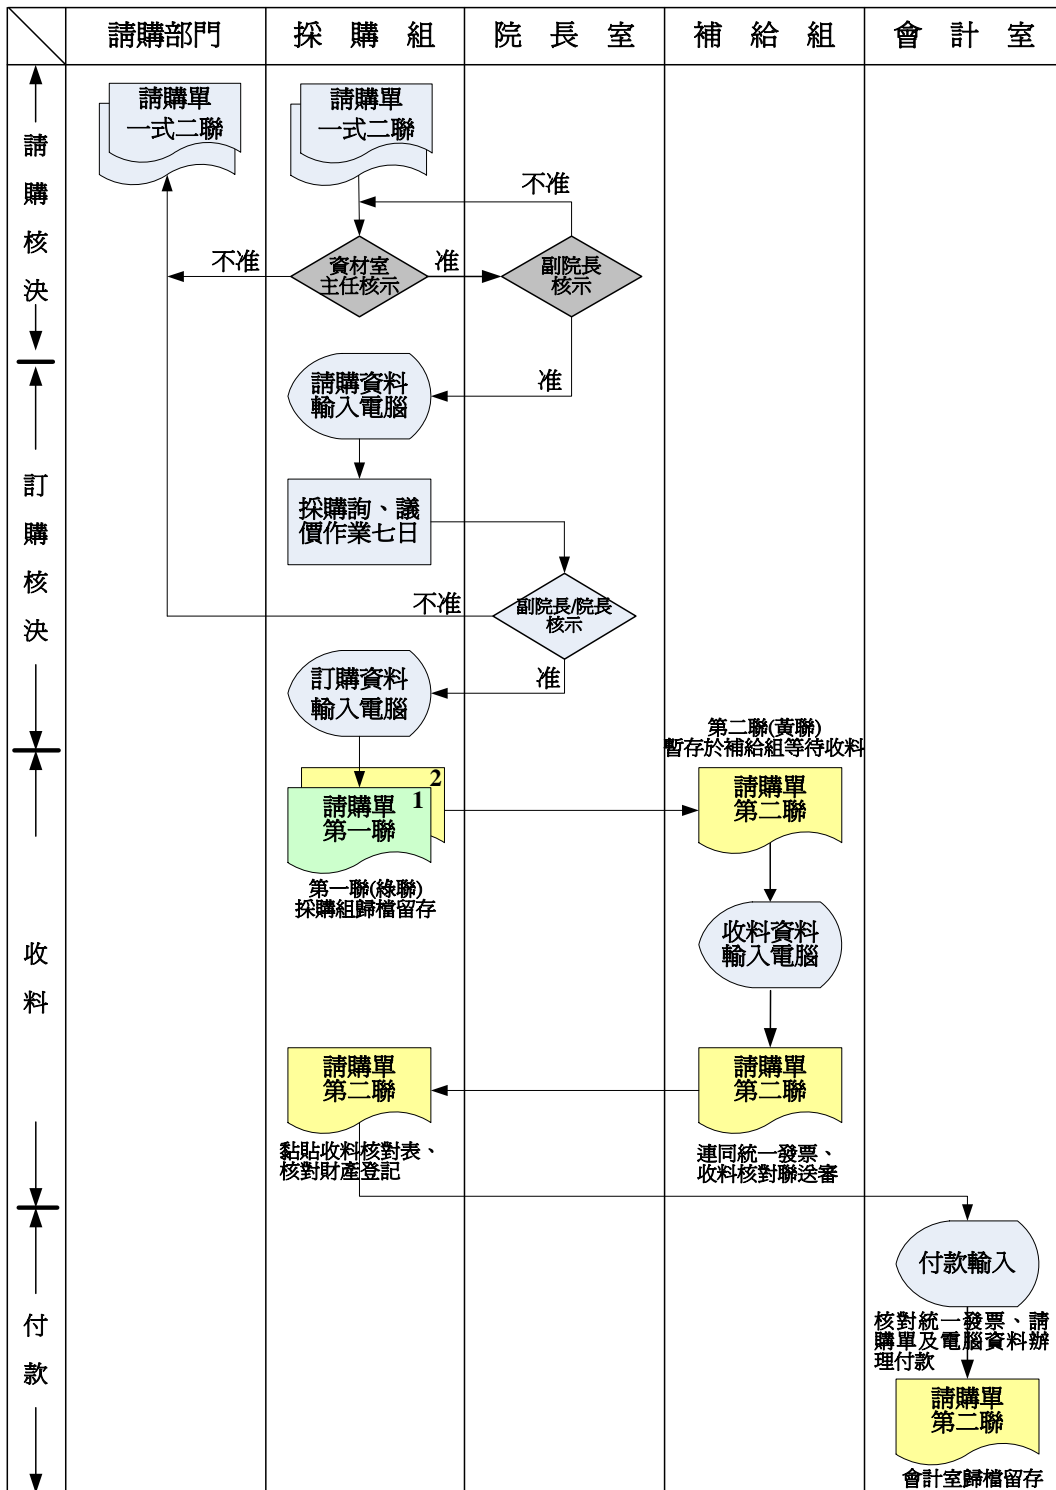 請購部門
採購組
院長室
補給組
會計室
請購核決
請購單
一式二聯
請購單
一式二聯
不准
不准
資材室
主任核示
准
副院長
核示
准
訂購核決
請購資料
輸入電腦
採購詢、議
價作業七日
不准
副院長/院長
核示
准
訂購資料
輸入電腦
收料
2
1
請購單
第一聯
第一聯(綠聯)
採購組歸檔留存
第二聯(黃聯)
暫存於補給組等待收料
請購單
第二聯
收料資料
輸入電腦
請購單
第二聯
連同統一發票、
收料核對聯送審
請購單
第二聯
黏貼收料核對表、
核對財產登記
付款
付款輸入
核對統一發票、請
購單及電腦資料辦
理付款
請購單
第二聯
會計室歸檔留存